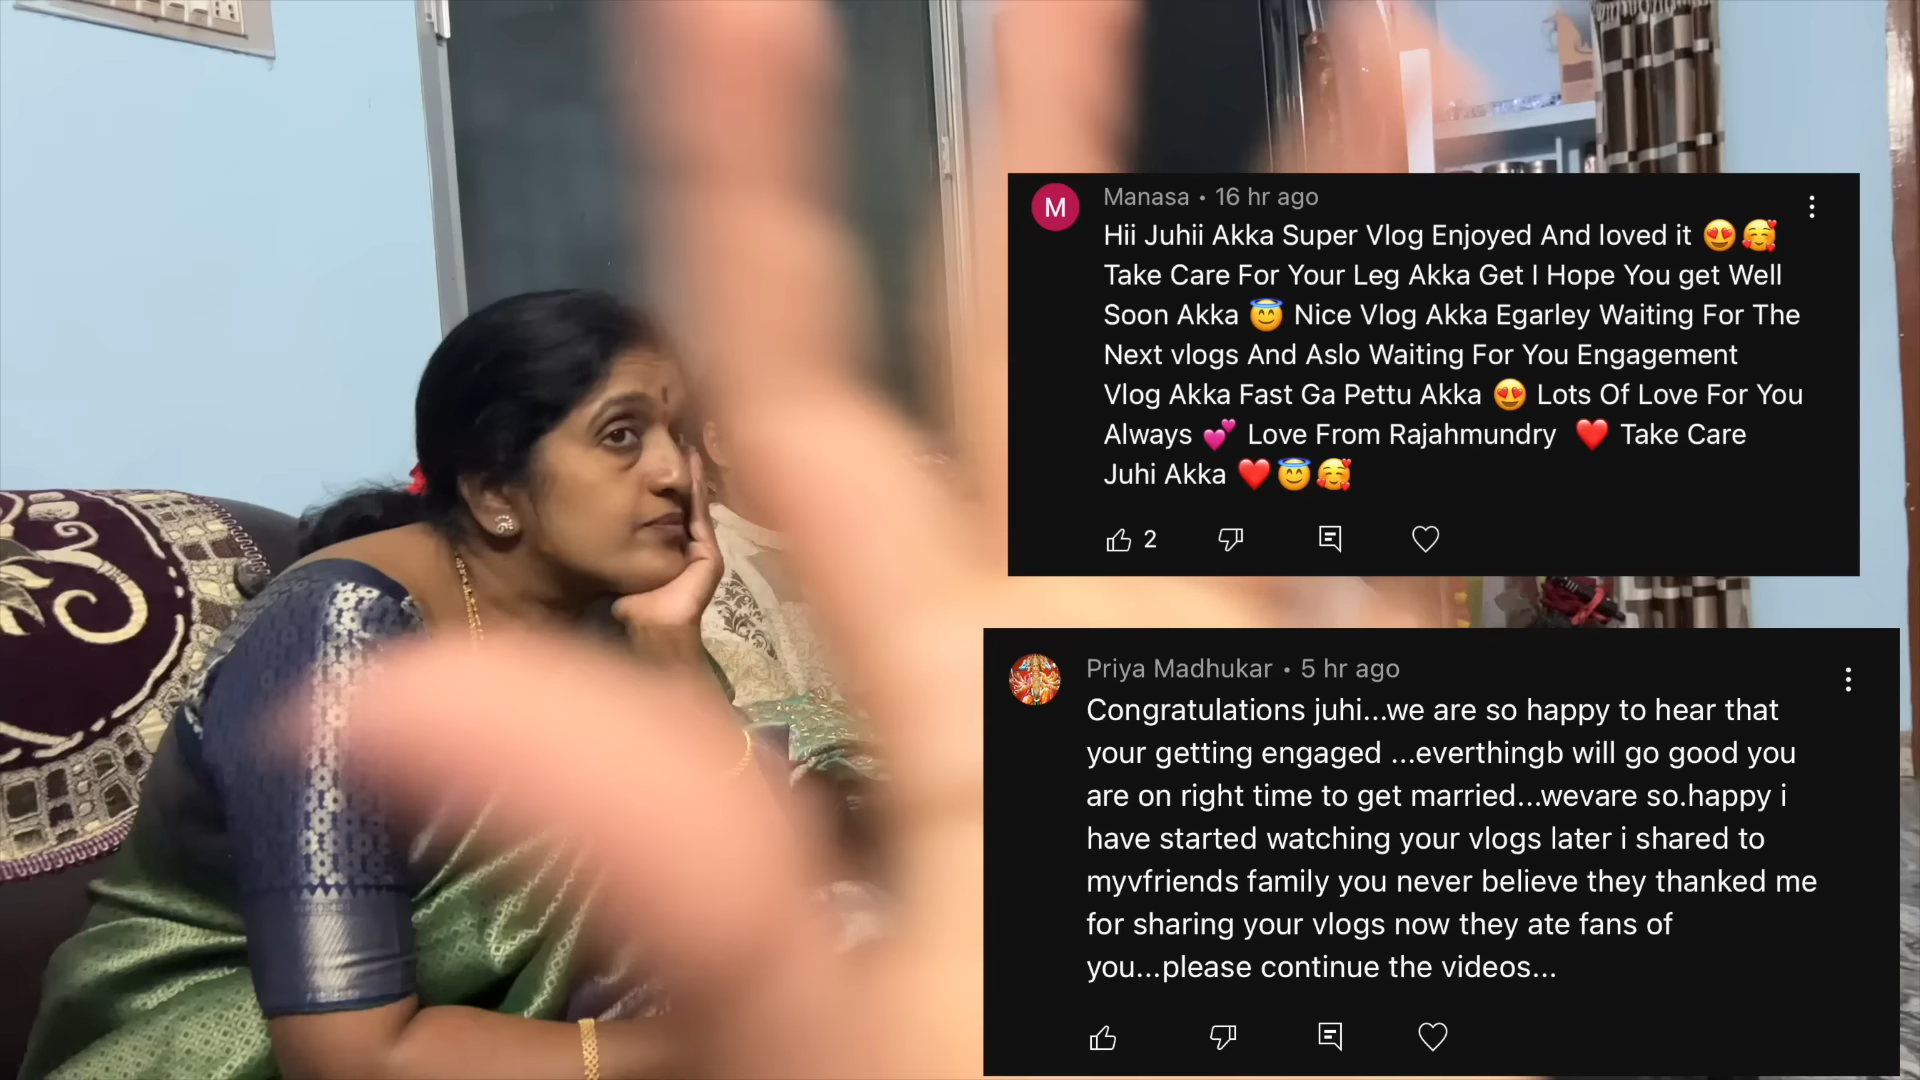 M
Manasa • 16 hr ago
Hii Juhii Akka Super Vlog Enjoyed And loved it 😍🥰
Take Care For Your Leg Akka Get I Hope You get Well
Soon Akka 😇 Nice Vlog Akka Egarley Waiting For The
Next vlogs And Aslo Waiting For You Engagement
Vlog Akka Fast Ga Pettu Akka 😍 Lots Of Love For You
Always 💕 Love From Rajahmundry ❤️ Take Care
Juhi Akka ❤️😇🥰
2
Priya Madhukar • 5 hr ago
Congratulations juhi...we are so happy to hear that
your getting engaged ...everthingb will go good you
are on right time to get married...wevare so.happy i
have started watching your vlogs later i shared to
myvfriends family you never believe they thanked me
for sharing your vlogs now they ate fans of
you...please continue the videos...